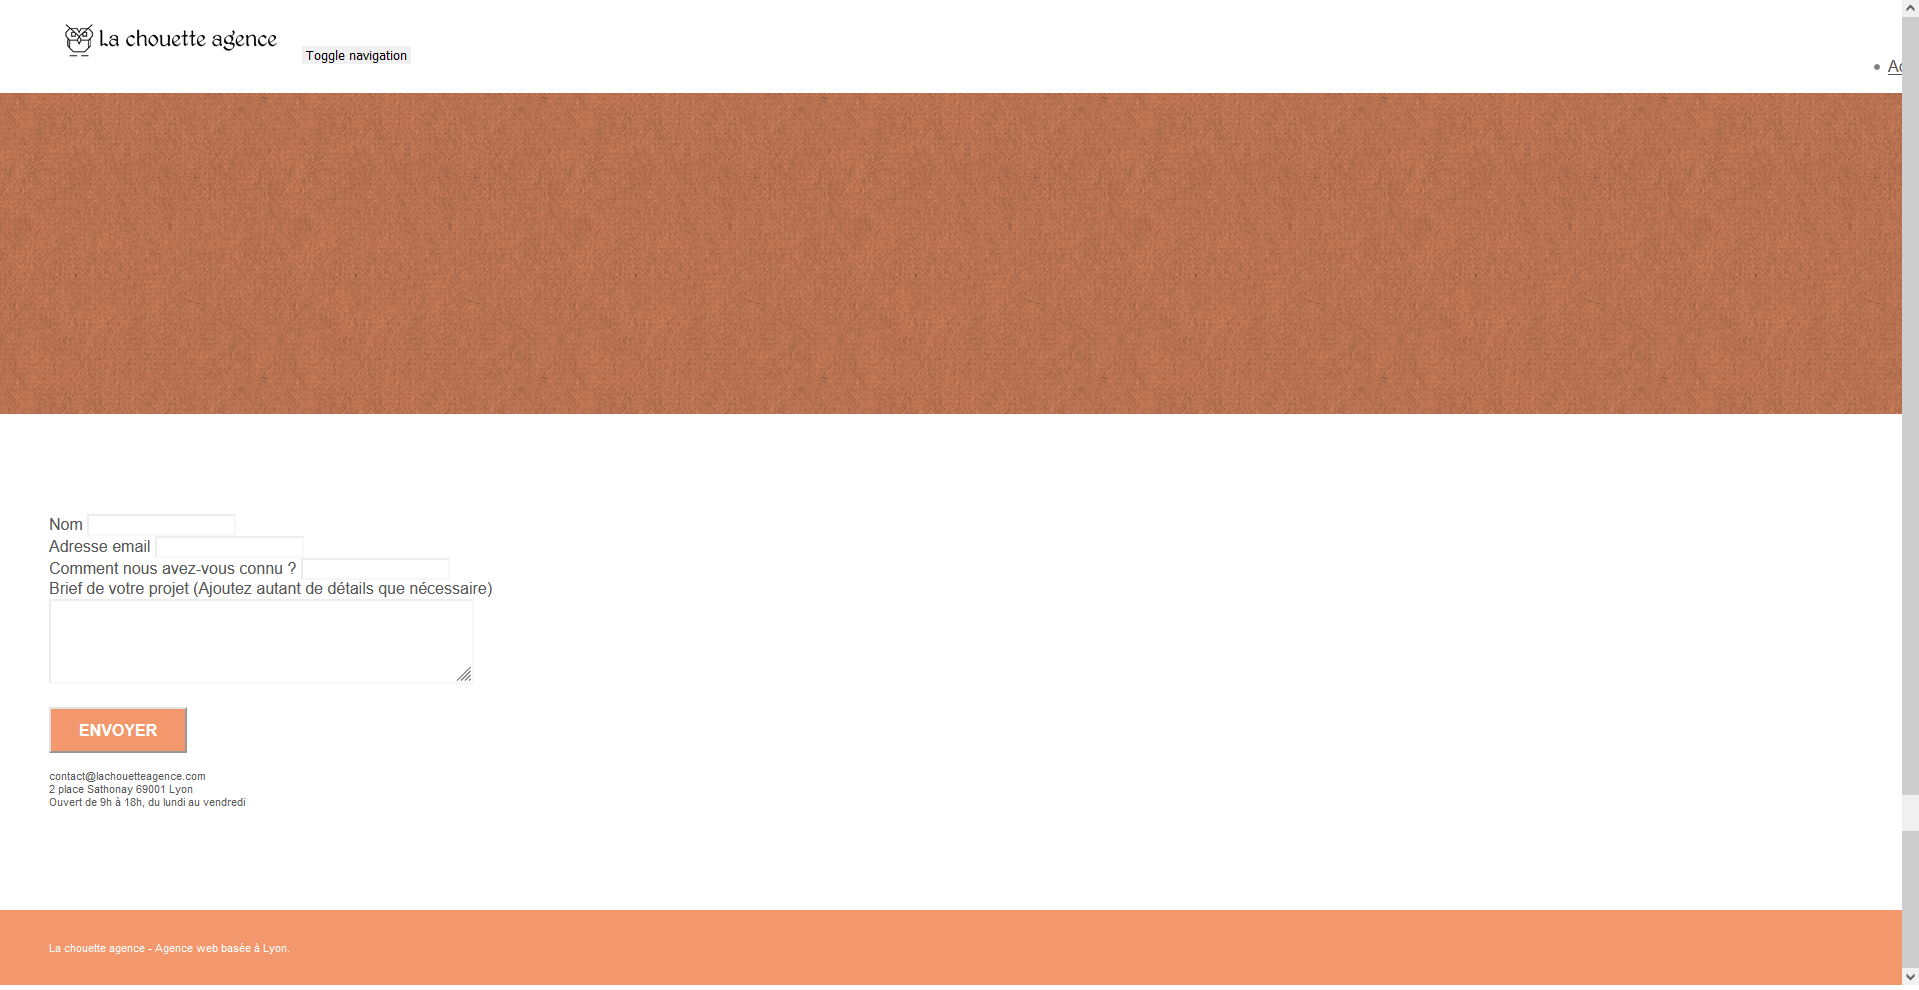 La chouette agence
Toggle navigation
Nom
Adresse email
Comment nous avez-vous connu ?
Brief de votre projet (Ajoutez autant de détails que nécessaire)
ENVOYER
contact@lachouetteagence.com
2 place Sathonay 69001 Lyon
Ouvert de 9h à 18h, du lundi au vendredi
La chouette agence - Agence web basée à Lyon.